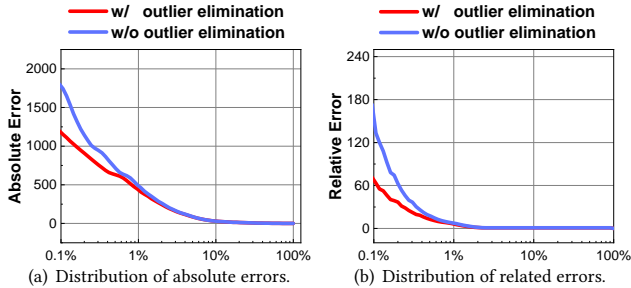 w/ outlier elimination
w/o outlier elimination
Absolute Error
2000
1500
1000
500
0
0.1% 1% 10% 100%
(a) Distribution of absolute errors.
w/ outlier elimination
w/o outlier elimination
Relative Error
240
180
120
60
0
0.1% 1% 10% 100%
(b) Distribution of related errors.